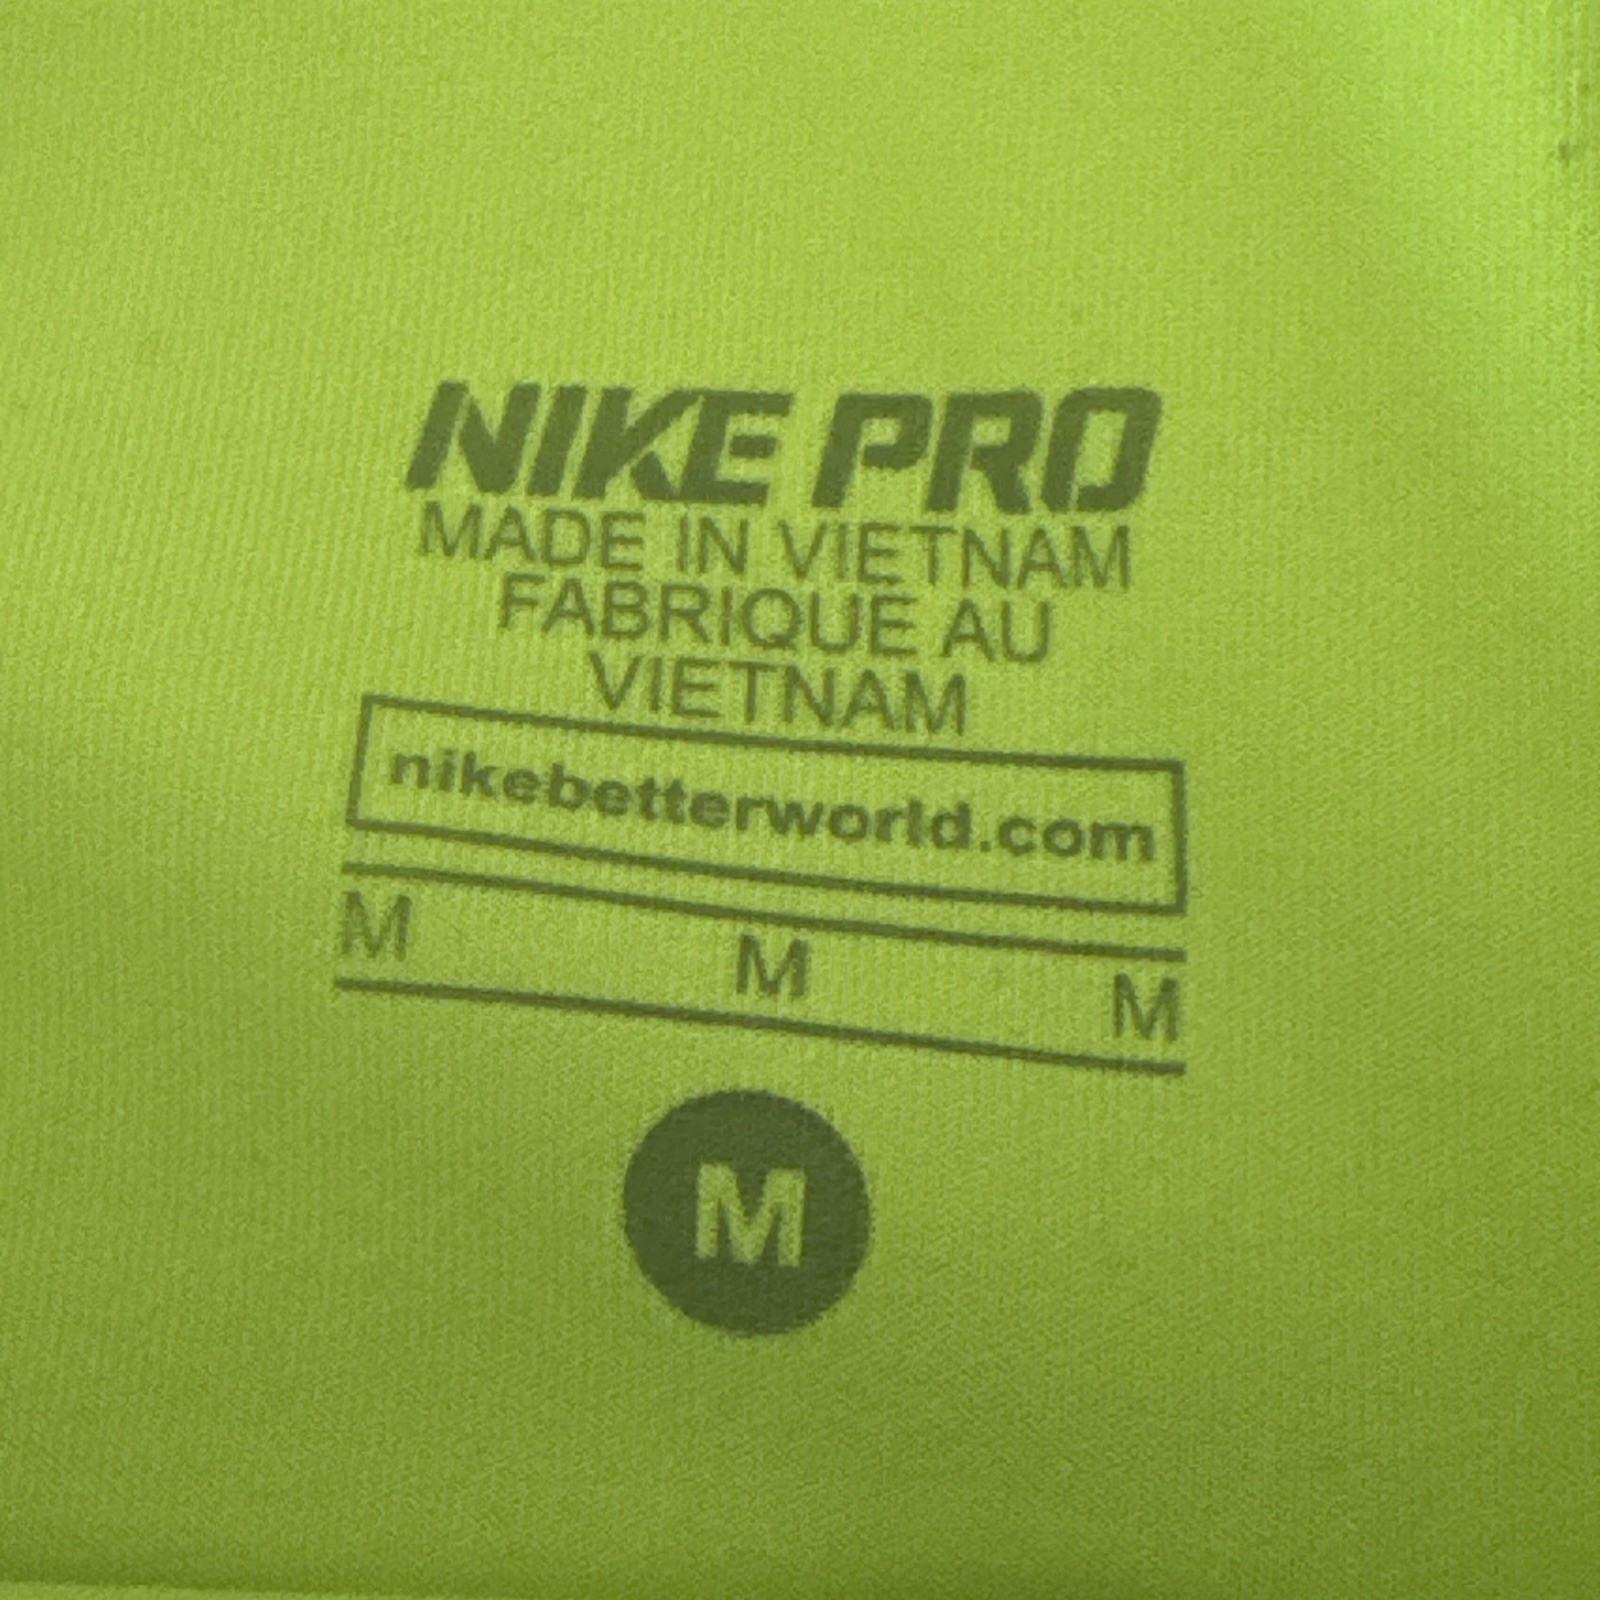 NIKE PRO
MADE IN VIETNAM
FABRIQUE AU
VIETNAM
nikebetterworld.com
M M M
M